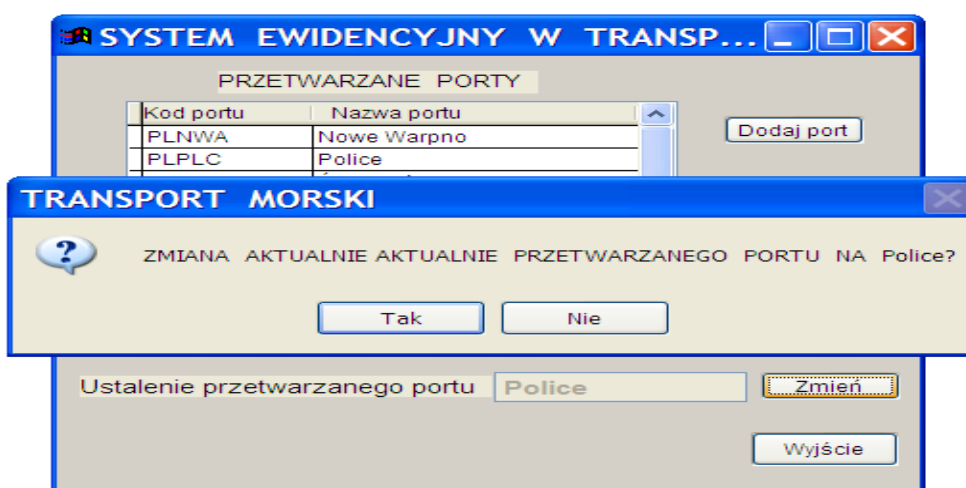 SYSTEM EWIDENCYJNY W TRANSP...
PRZETWARZANE PORTY
Kod portu Nazwa portu
PLNWA Nowe Warpno
Dodaj port
PLPLC Police
TRANSPORT MORSKI
ZMIANA AKTUALNIE AKTUALNIE PRZETWARZANEGO PORTU NA Police?
Tak Nie
Ustalenie przetwarzanego portu Police Zmień
Wyjście